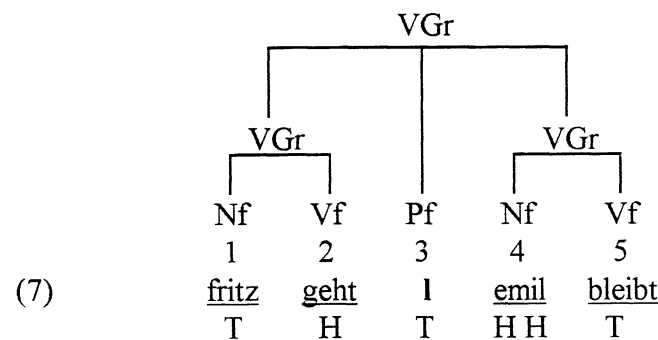 VGr
VGr VGr
Nf Vf Pf Nf Vf
1 2 3 4 5
(7) fritz geht l emil bleibt
T H T H H T